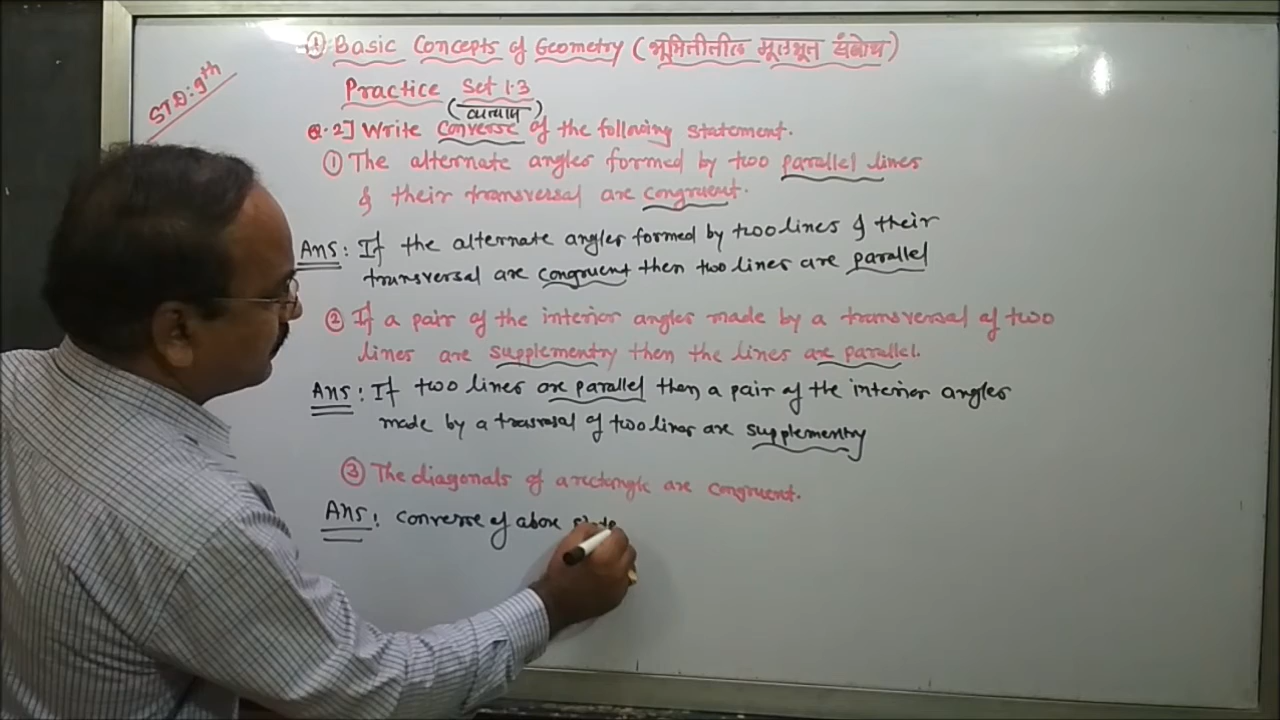 ① Basic Concepts of Geometry (भूमितीतील मूलभूत संबोध)
STD: 9th
Practice Set 1.3
(व्यत्यास)
Q.2] Write converse of the following statement.
① The alternate angles formed by two parallel lines
& their transversal are congruent.
Ans: If the alternate angles formed by two lines & their
transversal are congruent then two lines are parallel
② If a pair of the interior angles made by a transversal of two
lines are supplementry then the lines are parallel.
Ans: If two lines are parallel then a pair of the interior angles
made by a of two lines are supplementry
③ The diagonals of a rectangle are congruent.
Ans: converse of above